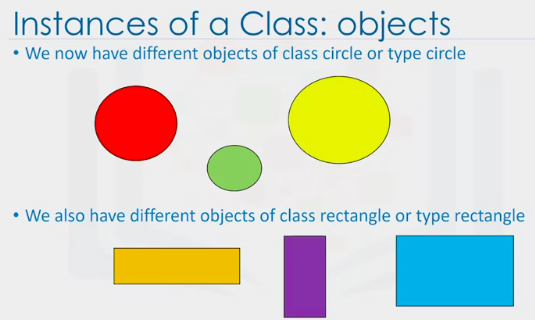 Instances of a Class: objects
• We now have different objects of class circle or type circle
• We also have different objects of class rectangle or type rectangle